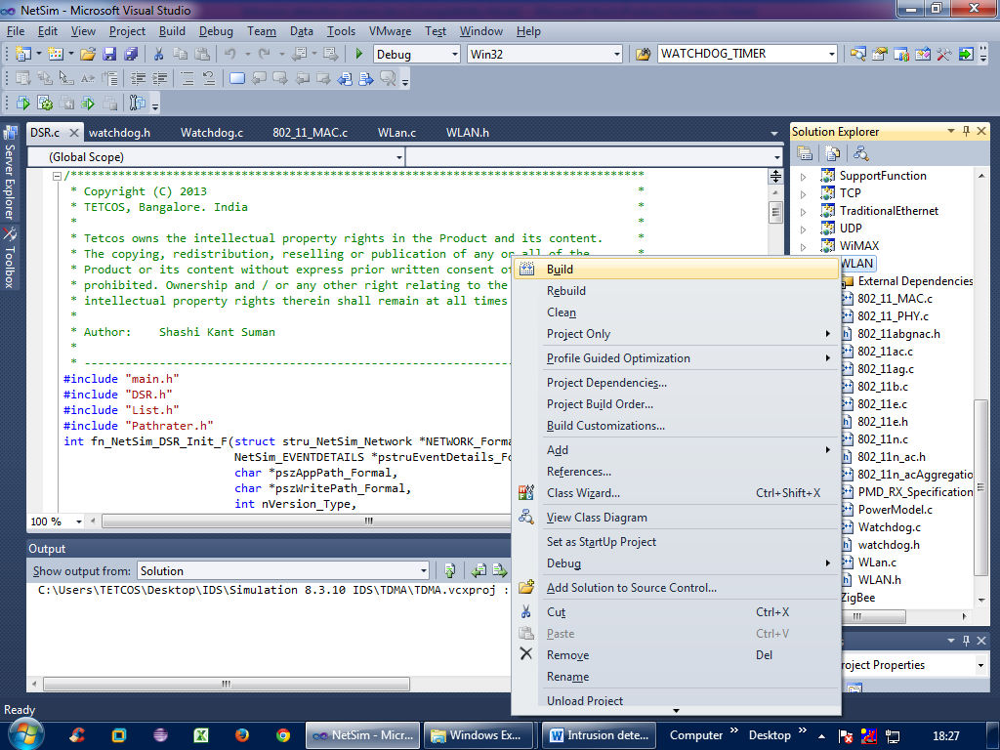 NetSim - Microsoft Visual Studio
File Edit View Project Build Debug Team Data Tools VMware Test Window Help
Debug Win32 WATCHDOG_TIMER
DSR.c watchdog.h Watchdog.c 802_11_MAC.c WLan.c WLAN.h
(Global Scope)
/************************************************************************************
* Copyright (C) 2013 *
* TETCOS, Bangalore. India *
* *
* Tetcos owns the intellectual property rights in the Product and its content. *
* The copying, redistribution, reselling or publication of any or all of the
* Product or its content without express prior written consent of
* prohibited. Ownership and / or any other right relating to the
* intellectual property rights therein shall remain at all times
*
* Author: Shashi Kant Suman
*
* ---------------------------------------------------------------
#include "main.h"
#include "DSR.h"
#include "List.h"
#include "Pathrater.h"
int fn_NetSim_DSR_Init_F(struct stru_NetSim_Network *NETWORK_Forma
NetSim_EVENTDETAILS *pstruEventDetails_Fo
char *pszAppPath_Formal,
char *pszWritePath_Formal,
int nVersion_Type,
100 %
Output
Show output from: Solution
C:\Users\TETCOS\Desktop\IDS\Simulation 8.3.10 IDS\TDMA\TDMA.vcxproj :
Ready
Server Explorer
Toolbox
Build
Rebuild
Clean
Project Only
Profile Guided Optimization
Project Dependencies...
Project Build Order...
Build Customizations...
Add
References...
Class Wizard... Ctrl+Shift+X
View Class Diagram
Set as StartUp Project
Debug
Add Solution to Source Control...
Cut Ctrl+X
Paste Ctrl+V
Remove Del
Rename
Unload Project
Solution Explorer
SupportFunction
TCP
TraditionalEthernet
UDP
WiMAX
WLAN
External Dependencies
802_11_MAC.c
802_11_PHY.c
802_11abgnac.h
802_11ac.c
802_11ag.c
802_11b.c
802_11e.c
802_11e.h
802_11n.c
802_11n_ac.h
802_11n_acAggregatio
PMD_RX_Specification
PowerModel.c
Watchdog.c
watchdog.h
WLan.c
WLAN.h
ZigBee
roject Properties
NetSim - Micr... Windows Ex... Intrusion dete... Computer Desktop 18:27